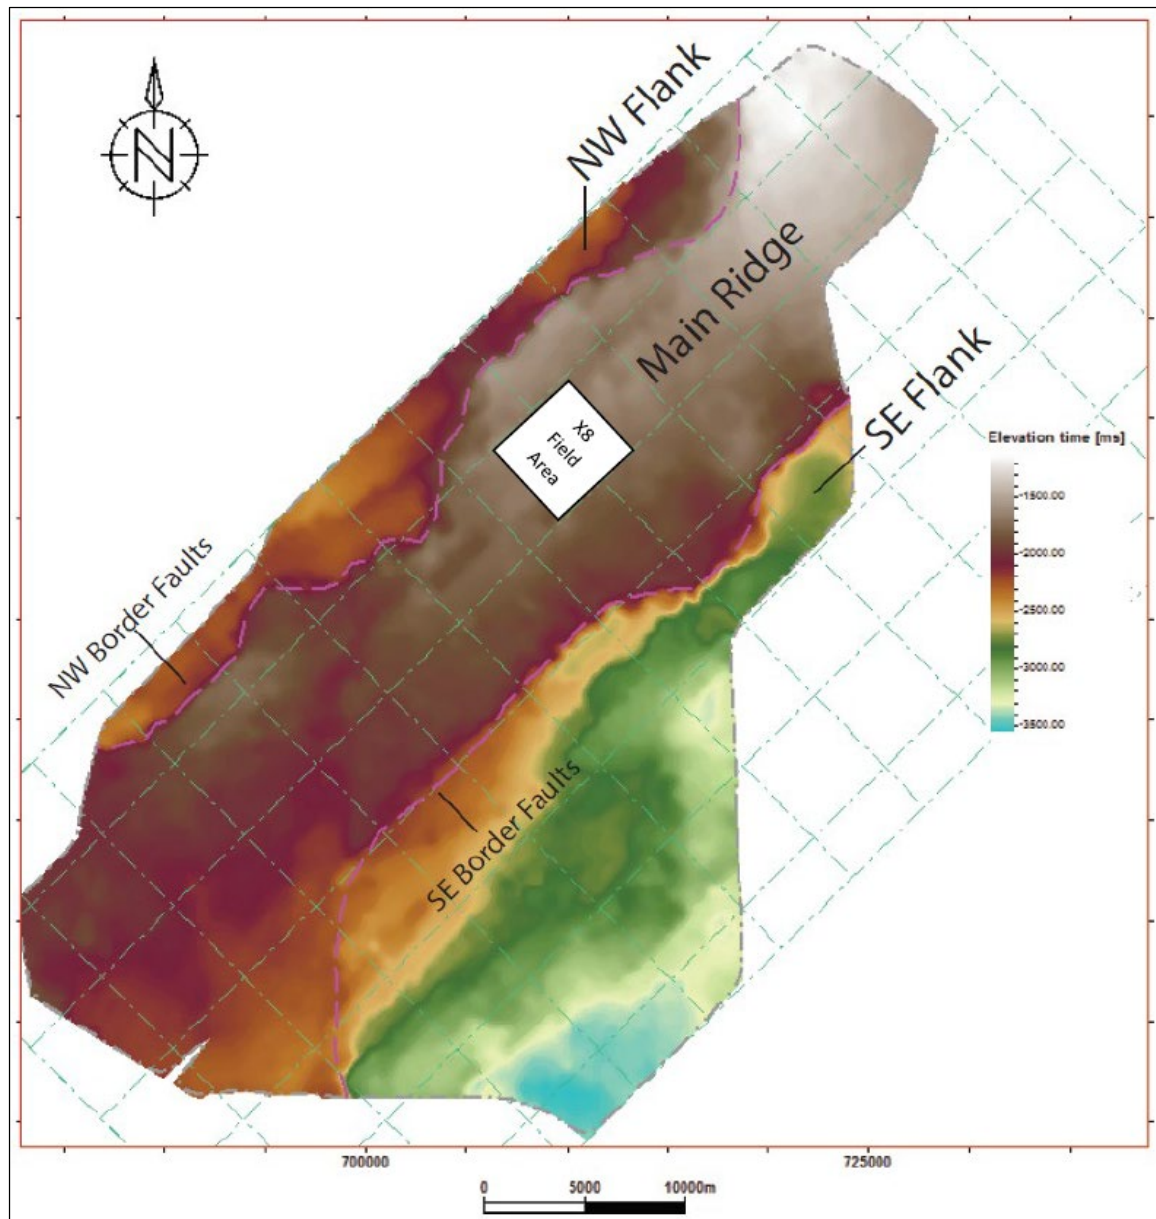 N
NW Flank
Main Ridge
SE Flank
X8
Field
Area
Elevation time [ms]
-1500.00
-2000.00
-2500.00
-3000.00
-3500.00
NW Border Faults
SE Border Faults
700000
725000
0
5000
10000m